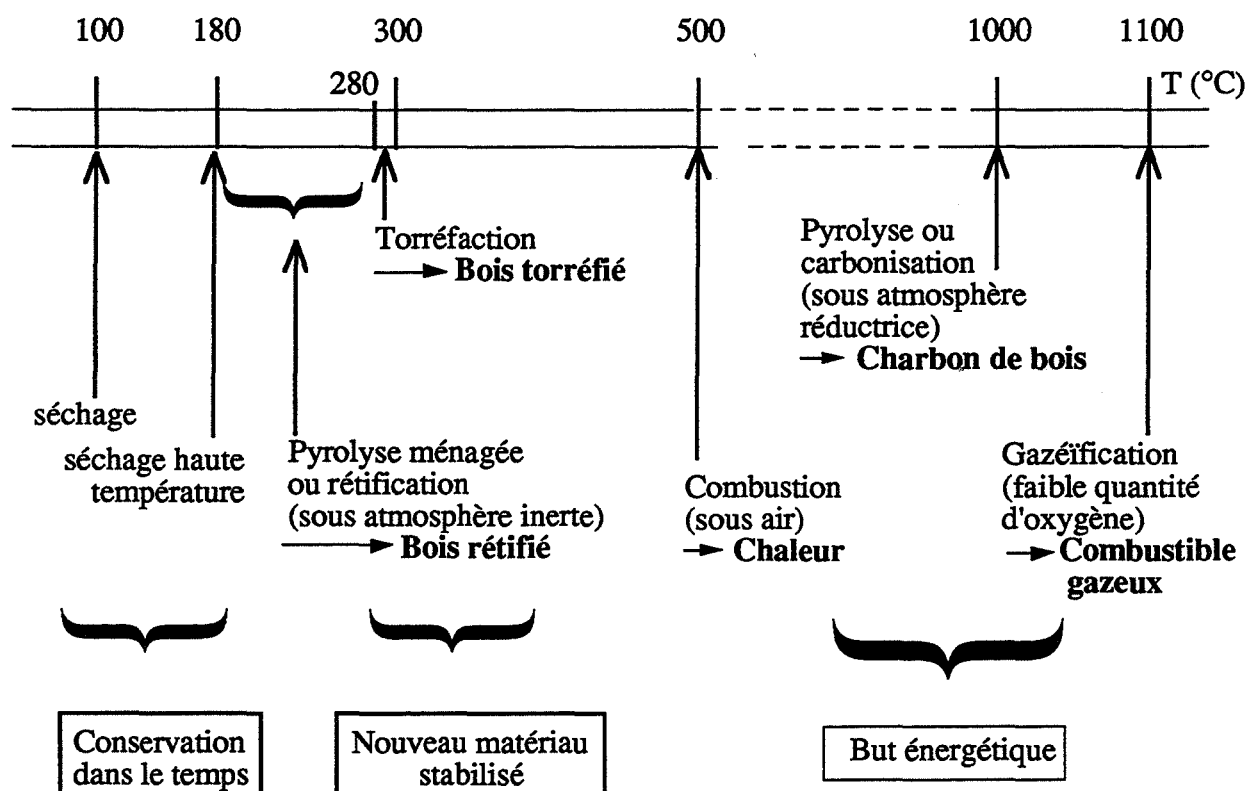 100 180 300 500 1000 1100
280 T (°C)
Torréfaction
Bois torréfié
Pyrolyse ou
carbonisation
(sous atmosphère
réductrice)
Charbon de bois
séchage
séchage haute
température
Pyrolyse ménagée
ou rétification
(sous atmosphère inerte)
Bois rétifié
Combustion
(sous air)
Chaleur
Gazéïfication
(faible quantité
d'oxygène)
Combustible
gazeux
Conservation
dans le temps
Nouveau matériau
stabilisé
But énergétique